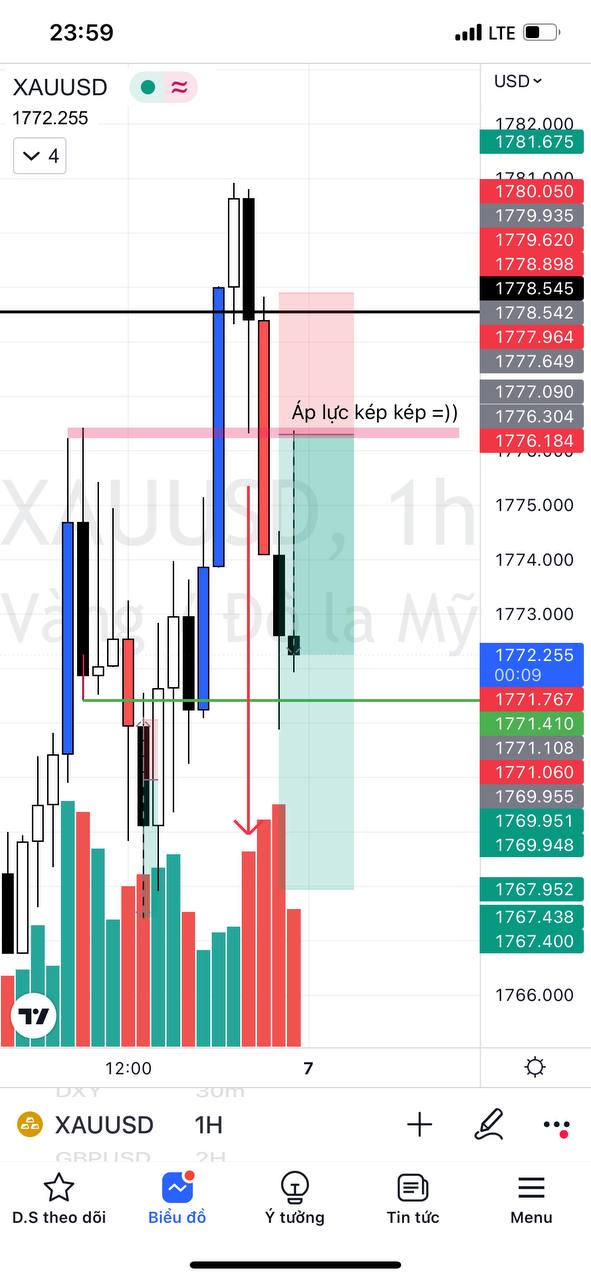 23:59
LTE
XAUUSD
USD
1772.255
4
1782.000
1781.675
1781.000
1780.050
1779.935
1779.620
1778.898
1778.545
1778.542
1777.964
1777.649
1777.090
Áp lực kép kép =))
1776.304
1776.184
XAUUSD, 1h
1775.000
1774.000
1773.000
Vàng / Đô la Mỹ
1772.255
00:09
1771.767
1771.410
1771.108
1771.060
1769.955
1769.951
1769.948
1767.952
1767.438
1767.400
1766.000
12:00
7
DXY 30m
XAUUSD 1H
GBPUSD 2H
D.S theo dõi
Biểu đồ
Ý tưởng
Tin tức
Menu